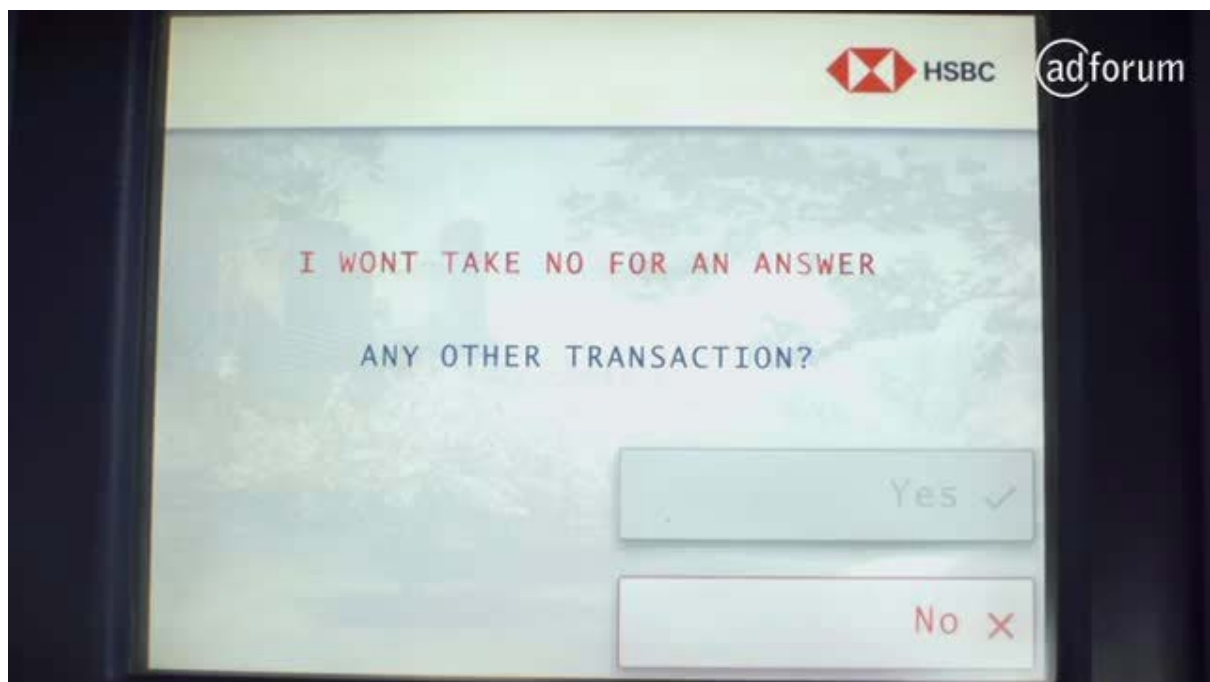 HSBC
adforum
I WONT TAKE NO FOR AN ANSWER
ANY OTHER TRANSACTION?
Yes
No